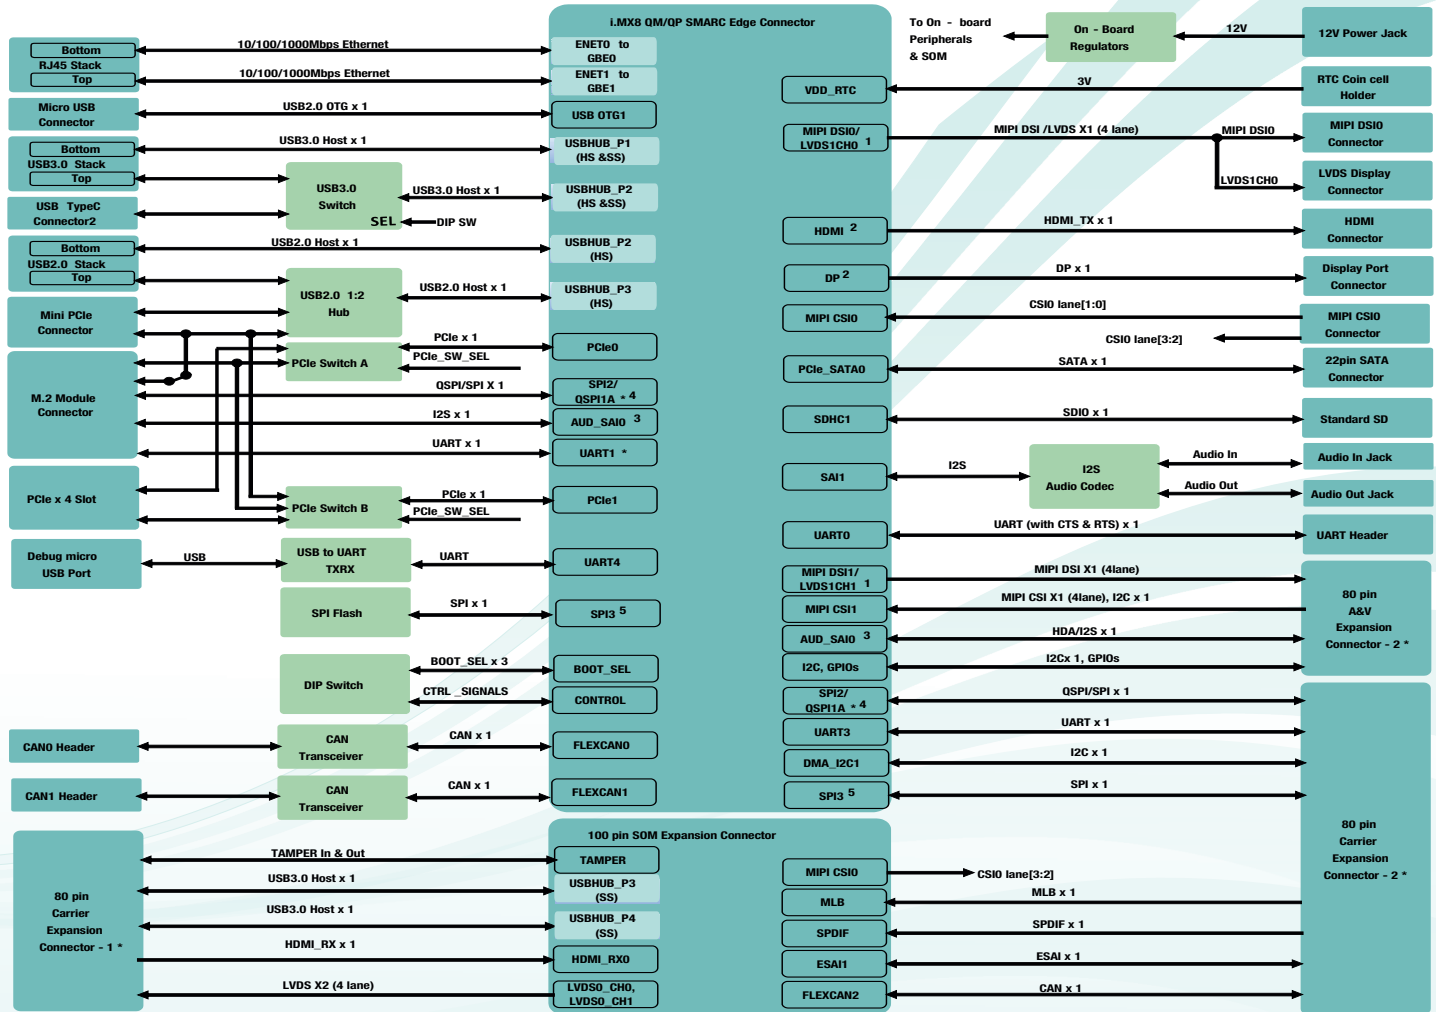 i.MX8 QM/QP SMARC Edge Connector
Bottom
RJ45 Stack
Top
10/100/1000Mbps Ethernet
10/100/1000Mbps Ethernet
ENET0 to
GBE0
ENET1 to
GBE1
Micro USB
Connector
USB2.0 OTG x 1
USB OTG1
Bottom
USB3.0 Stack
Top
USB3.0 Host x 1
USBHUB_P1
(HS &SS)
USB TypeC
Connector2
USB3.0
Switch
SEL
DIP SW
USB3.0 Host x 1
USBHUB_P2
(HS &SS)
Bottom
USB2.0 Stack
Top
USB2.0 Host x 1
USBHUB_P2
(HS)
USB2.0 1:2
Hub
USB2.0 Host x 1
USBHUB_P3
(HS)
Mini PCIe
Connector
PCIe Switch A
PCIe x 1
PCIe_SW_SEL
PCIe0
M.2 Module
Connector
QSPI/SPI X 1
SPI2/
QSPI1A * 4
I2S x 1
AUD_SAI0 3
UART x 1
UART1 *
PCIe x 4 Slot
PCIe Switch B
PCIe x 1
PCIe_SW_SEL
PCIe1
Debug micro
USB Port
USB
USB to UART
TXRX
UART
UART4
SPI Flash
SPI x 1
SPI3 5
DIP Switch
BOOT_SEL x 3
BOOT_SEL
CTRL _SIGNALS
CONTROL
CAN0 Header
CAN
Transceiver
CAN x 1
FLEXCAN0
CAN1 Header
CAN
Transceiver
CAN x 1
FLEXCAN1
To On - board
Peripherals
& SOM
On - Board
Regulators
12V
12V Power Jack
VDD_RTC
3V
RTC Coin cell
Holder
MIPI DSI0/
LVDS1CH0 1
MIPI DSI /LVDS X1 (4 lane)
MIPI DSI0
MIPI DSI0
Connector
LVDS1CH0
LVDS Display
Connector
HDMI 2
HDMI_TX x 1
HDMI
Connector
DP 2
DP x 1
Display Port
Connector
MIPI CSI0
CSI0 lane[1:0]
CSI0 lane[3:2]
MIPI CSI0
Connector
PCIe_SATA0
SATA x 1
22pin SATA
Connector
SDHC1
SDIO x 1
Standard SD
SAI1
I2S
I2S
Audio Codec
Audio In
Audio In Jack
Audio Out
Audio Out Jack
UART0
UART (with CTS & RTS) x 1
UART Header
MIPI DSI1/
LVDS1CH1 1
MIPI DSI X1 (4lane)
MIPI CSI1
MIPI CSI X1 (4lane), I2C x 1
AUD_SAI0 3
HDA/I2S x 1
I2C, GPIOs
I2Cx 1, GPIOs
80 pin
A&V
Expansion
Connector - 2 *
SPI2/
QSPI1A * 4
QSPI/SPI x 1
UART3
UART x 1
DMA_I2C1
I2C x 1
SPI3 5
SPI x 1
80 pin
Carrier
Expansion
Connector - 2 *
100 pin SOM Expansion Connector
80 pin
Carrier
Expansion
Connector - 1 *
TAMPER In & Out
TAMPER
USB3.0 Host x 1
USBHUB_P3
(SS)
USB3.0 Host x 1
USBHUB_P4
(SS)
HDMI_RX x 1
HDMI_RX0
LVDS X2 (4 lane)
LVDS0_CH0,
LVDS0_CH1
MIPI CSI0
CSI0 lane[3:2]
MLB
MLB x 1
SPDIF
SPDIF x 1
ESAI1
ESAI x 1
FLEXCAN2
CAN x 1